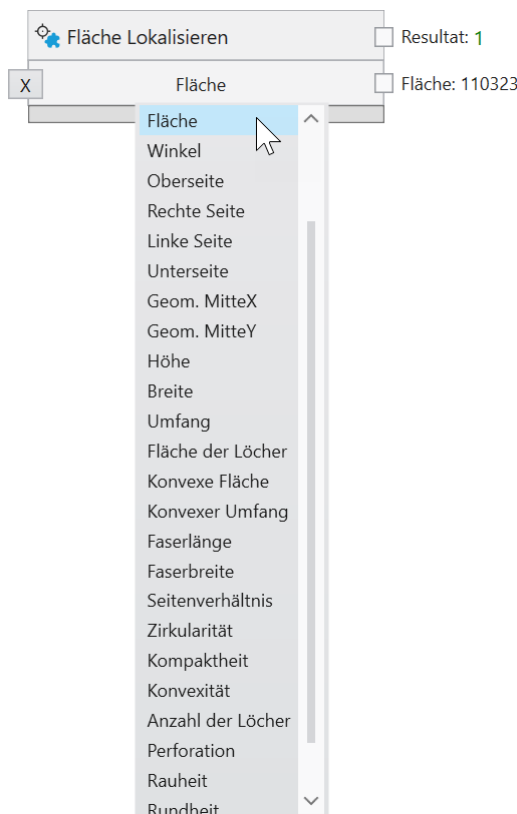 Fläche Lokalisieren
Resultat: 1
X
Fläche
Fläche: 110323
Fläche
Winkel
Oberseite
Rechte Seite
Linke Seite
Unterseite
Geom. MitteX
Geom. MitteY
Höhe
Breite
Umfang
Fläche der Löcher
Konvexe Fläche
Konvexer Umfang
Faserlänge
Faserbreite
Seitenverhältnis
Zirkularität
Kompaktheit
Konvexität
Anzahl der Löcher
Perforation
Rauheit
Rundheit